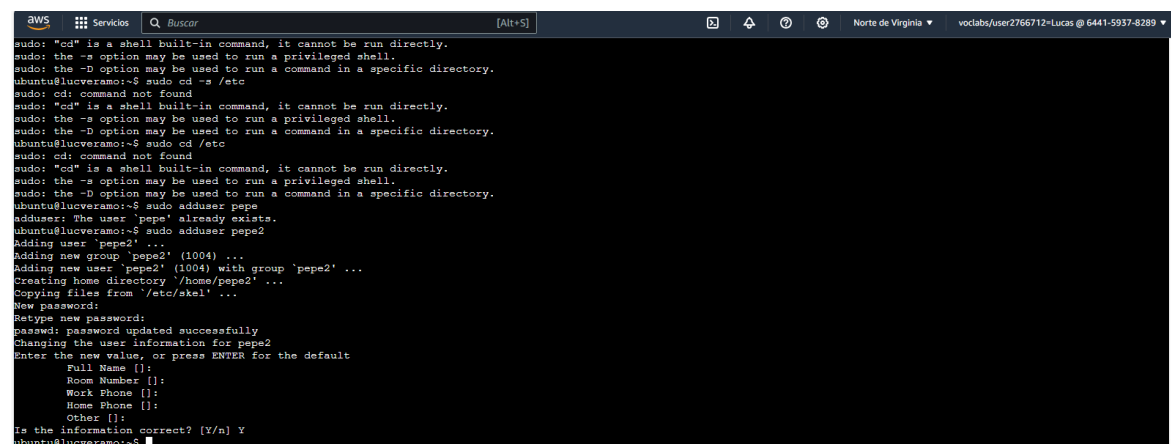 aws
Servicios
Buscar
[Alt+S]
Norte de Virginia ▼
voclabs/user2766712=Lucas @ 6441-5937-8289 ▼
sudo: "cd" is a shell built-in command, it cannot be run directly.
sudo: the -s option may be used to run a privileged shell.
sudo: the -D option may be used to run a command in a specific directory.
ubuntu@lucveramo:~$ sudo cd -s /etc
sudo: cd: command not found
sudo: "cd" is a shell built-in command, it cannot be run directly.
sudo: the -s option may be used to run a privileged shell.
sudo: the -D option may be used to run a command in a specific directory.
ubuntu@lucveramo:~$ sudo cd /etc
sudo: cd: command not found
sudo: "cd" is a shell built-in command, it cannot be run directly.
sudo: the -s option may be used to run a privileged shell.
sudo: the -D option may be used to run a command in a specific directory.
ubuntu@lucveramo:~$ sudo adduser pepe
adduser: The user `pepe' already exists.
ubuntu@lucveramo:~$ sudo adduser pepe2
Adding user `pepe2' ...
Adding new group `pepe2' (1004) ...
Adding new user `pepe2' (1004) with group `pepe2' ...
Creating home directory `/home/pepe2' ...
Copying files from `/etc/skel' ...
New password:
Retype new password:
passwd: password updated successfully
Changing the user information for pepe2
Enter the new value, or press ENTER for the default
Full Name []:
Room Number []:
Work Phone []:
Home Phone []:
Other []:
Is the information correct? [Y/n] Y
ubuntu@lucveramo:~$